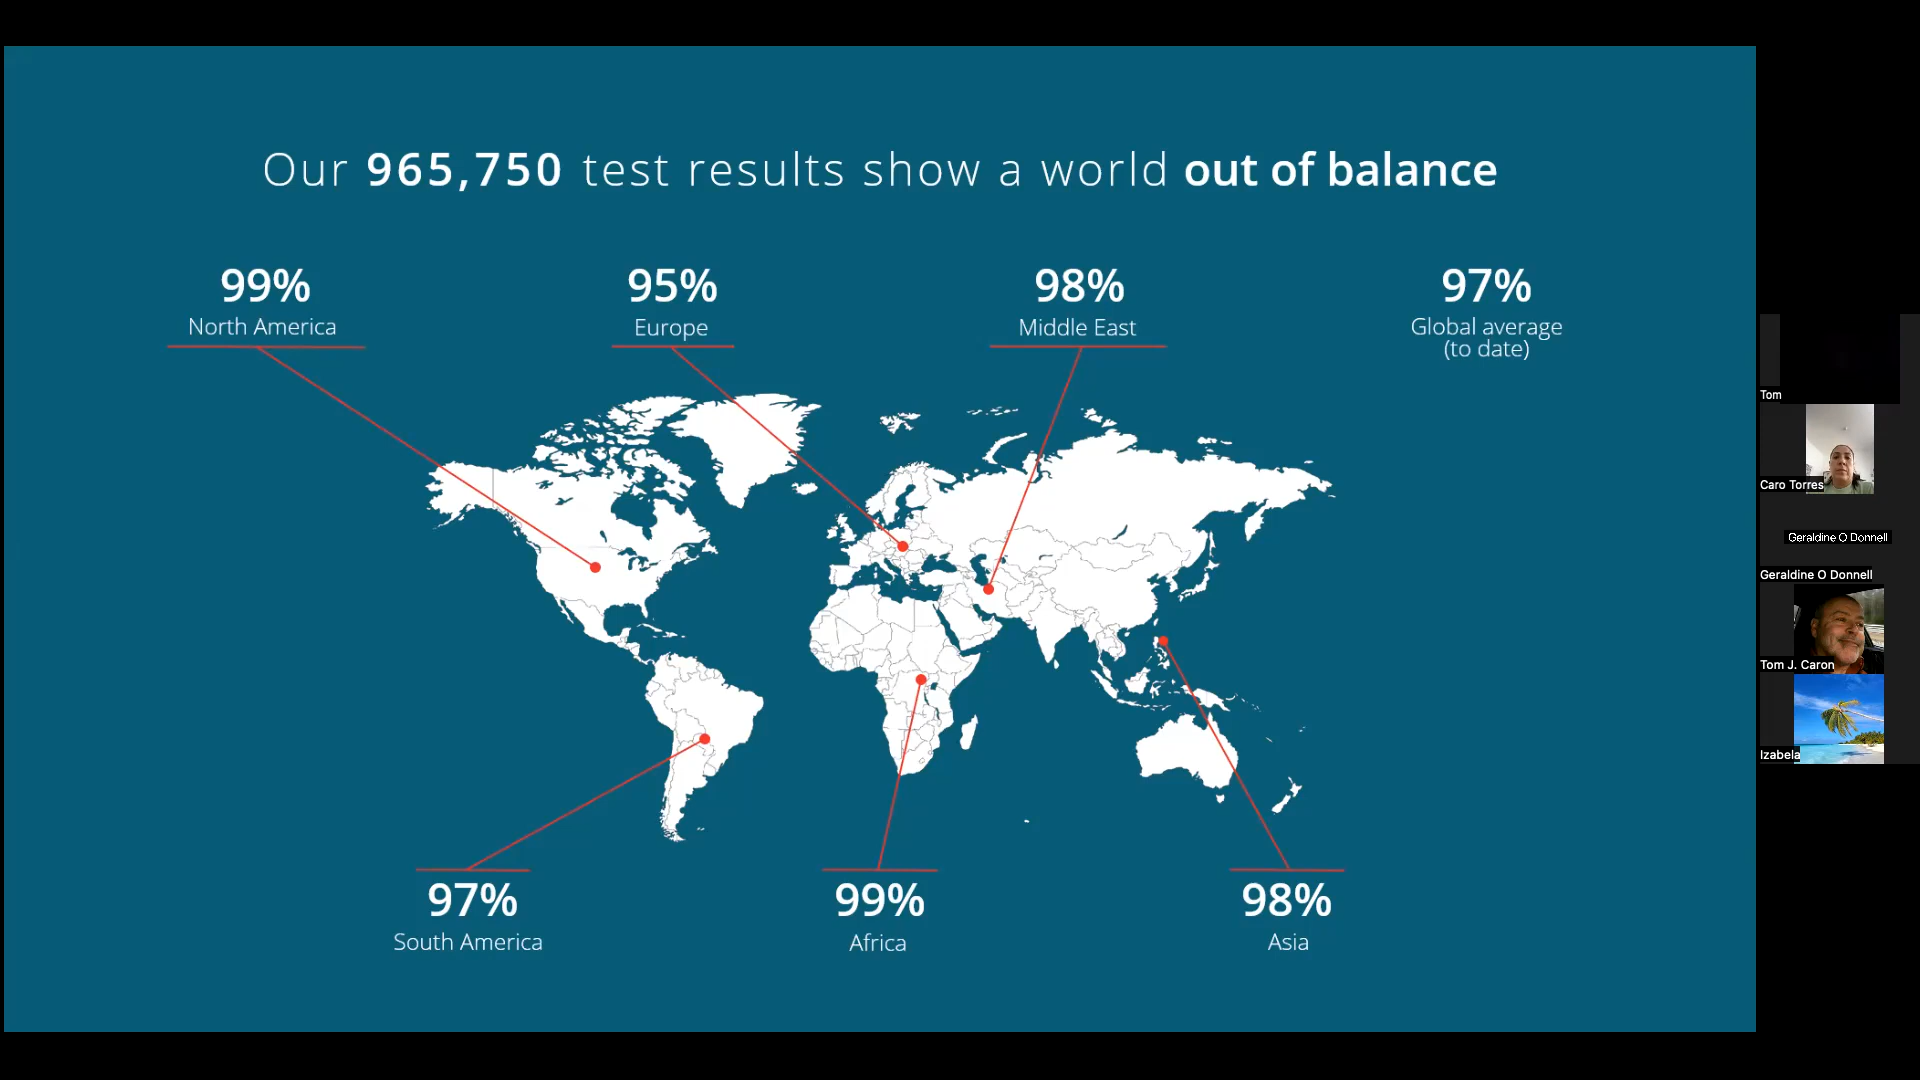 Our 965,750 test results show a world out of balance
99%
North America
95%
Europe
98%
Middle East
97%
Global average
(to date)
97%
South America
99%
Africa
98%
Asia
Tom
Caro Torres
Geraldine O Donnell
Geraldine O Donnell
Tom J. Caron
Izabela